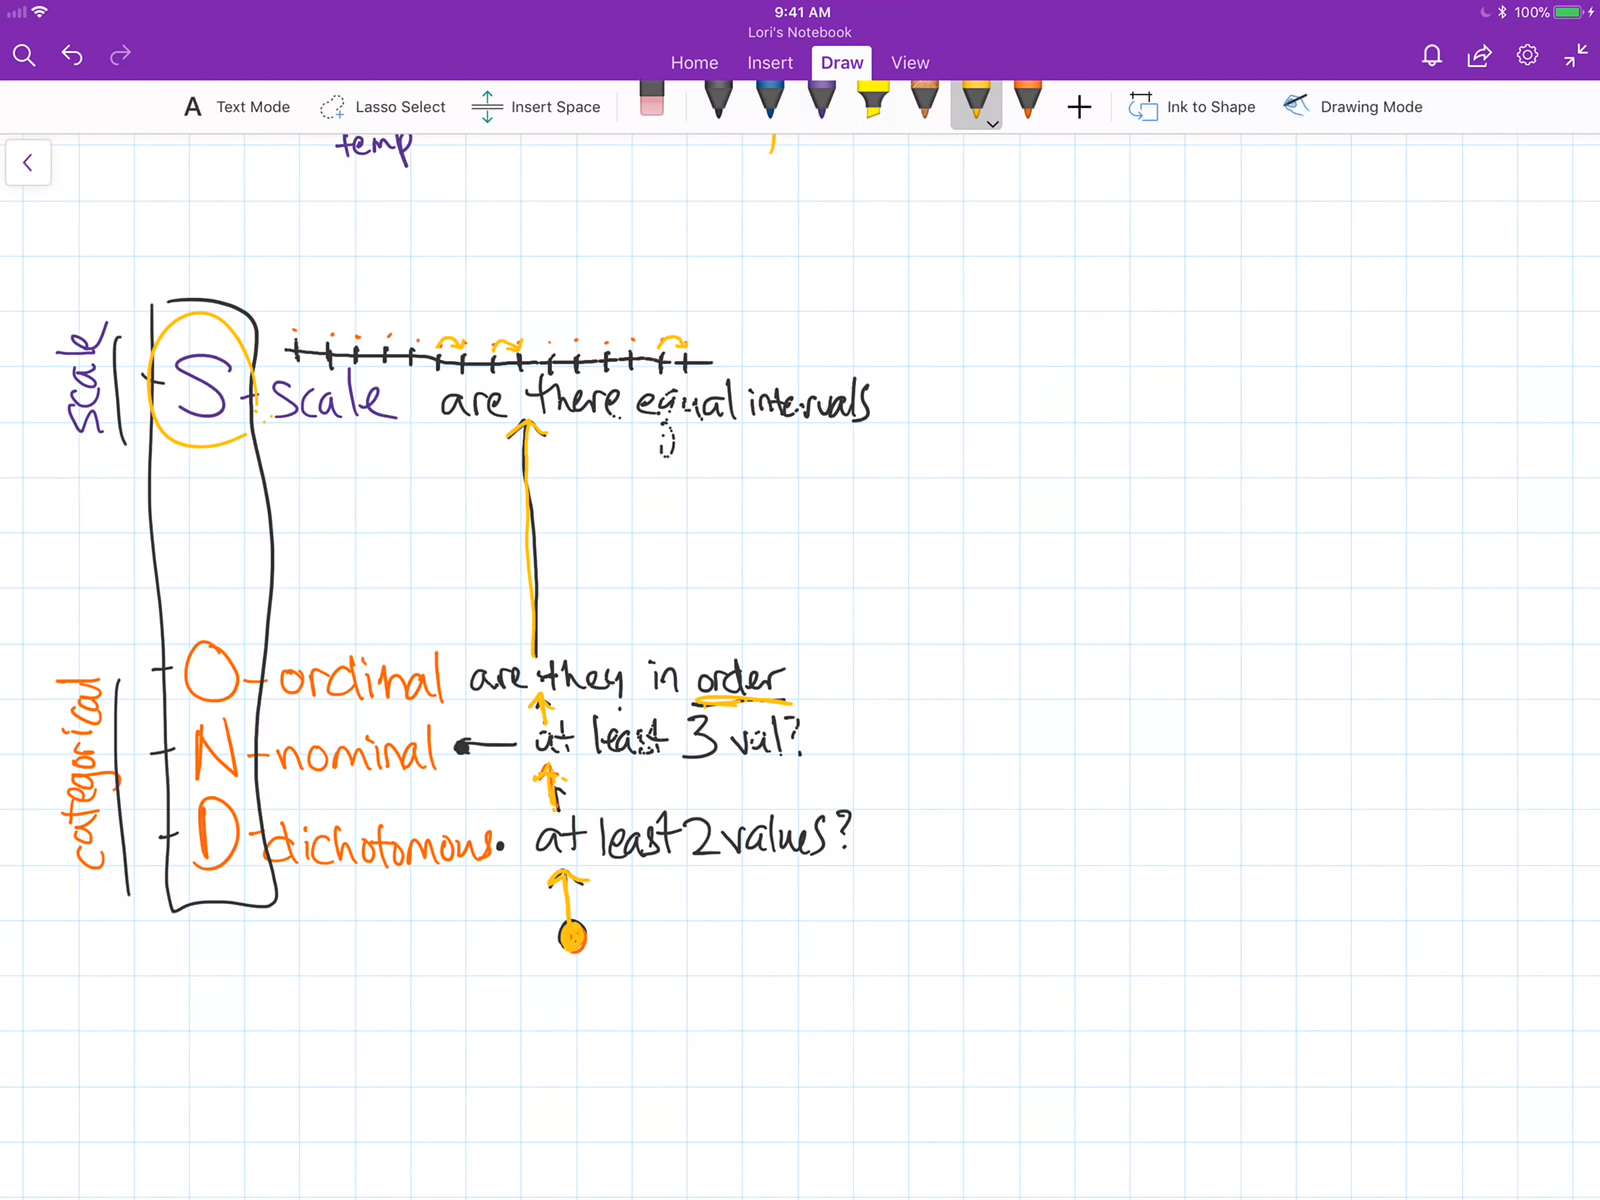 9:41 AM
100%
Lori's Notebook
Home Insert Draw View
A Text Mode Lasso Select Insert Space Ink to Shape Drawing Mode
temp
scale
S - scale are there equal intervals
categorical
O - ordinal are they in order
N - nominal at least 3 val?
D - dichotomous. at least 2 values?